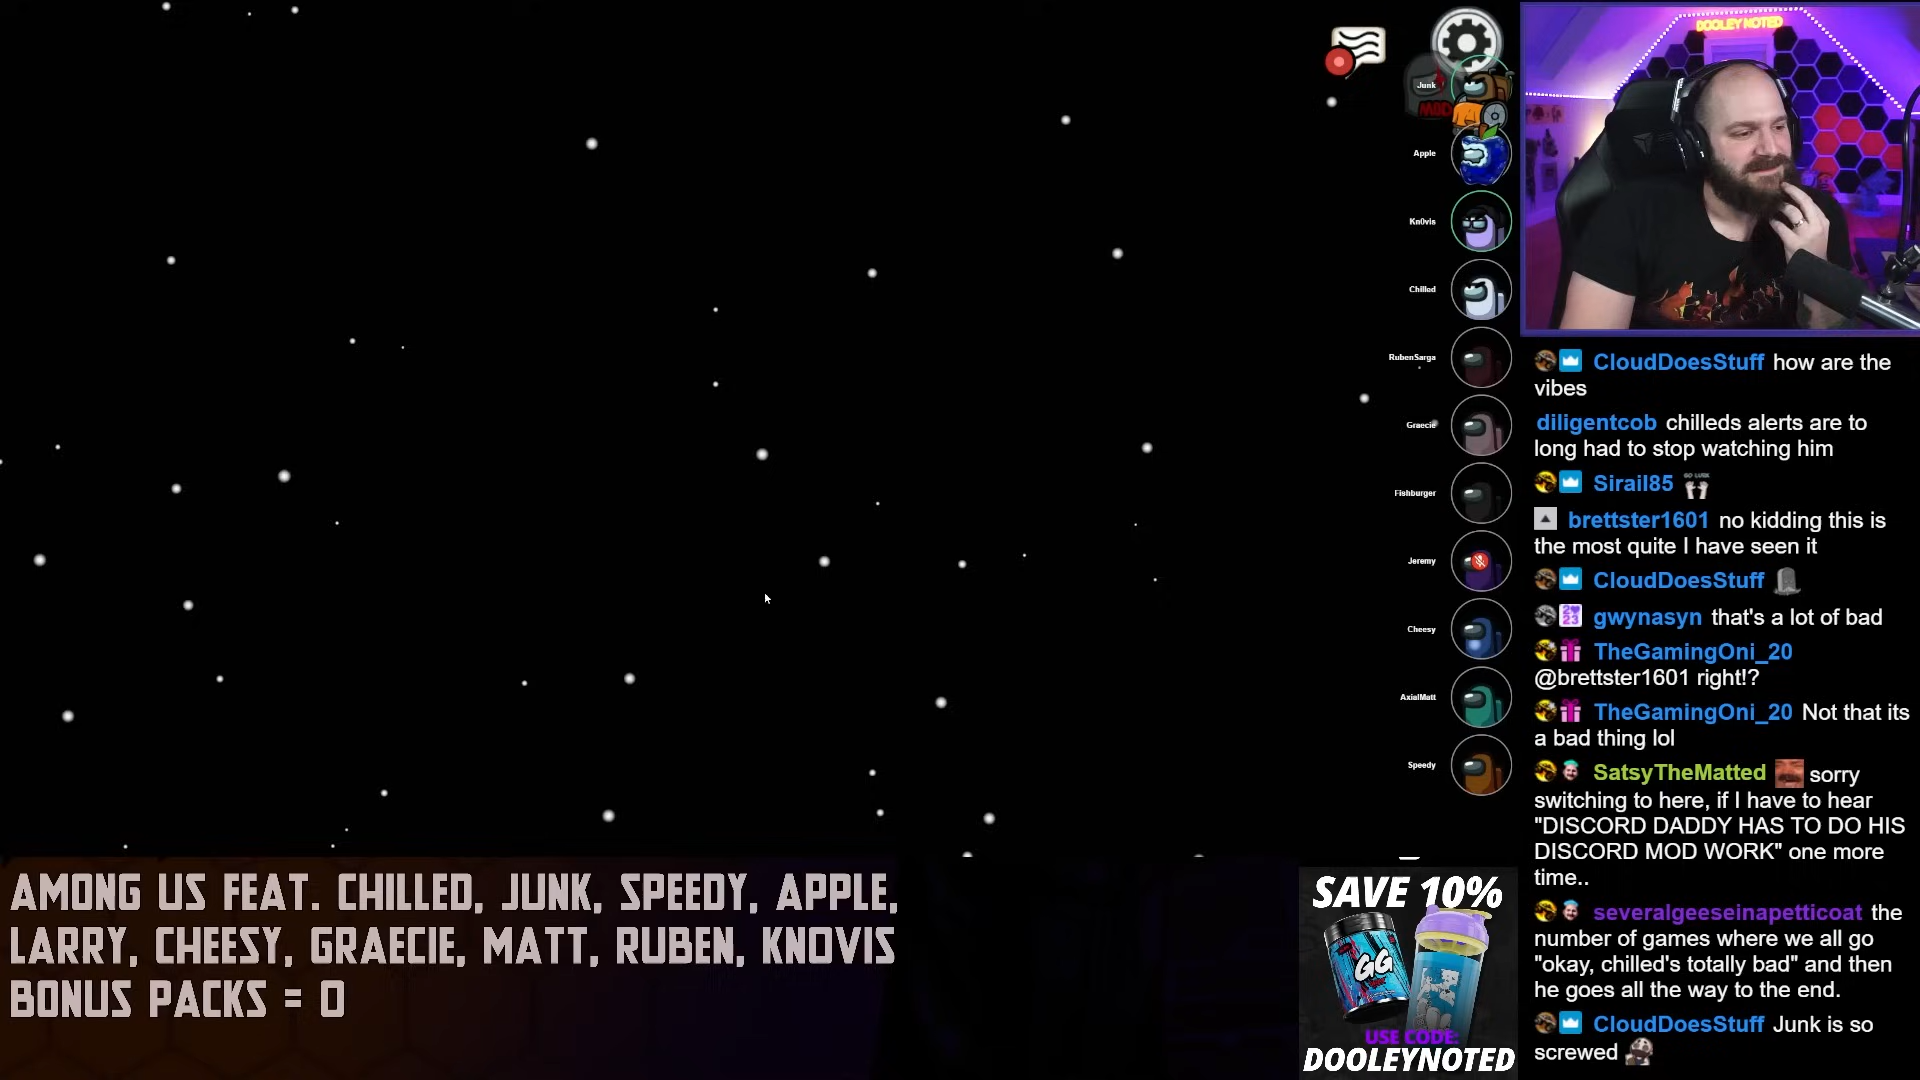 DOOLEY NOTED
Junk
MOD
Apple
Kn0vis
Chilled
RubenSarga
Graecie
Fishburger
Jeremy
Cheesy
AxialMatt
Speedy
CloudDoesStuff how are the
vibes
diligentcob chilleds alerts are to
long had to stop watching him
Sirail85
brettster1601 no kidding this is
the most quite I have seen it
CloudDoesStuff
gwynasyn that's a lot of bad
TheGamingOni_20
@brettster1601 right!?
TheGamingOni_20 Not that its
a bad thing lol
SatsyTheMatted sorry
switching to here, if I have to hear
"DISCORD DADDY HAS TO DO HIS
DISCORD MOD WORK" one more
time..
severalgeeseinapetticoat the
number of games where we all go
"okay, chilled's totally bad" and then
he goes all the way to the end.
CloudDoesStuff Junk is so
screwed
AMONG US FEAT. CHILLED, JUNK, SPEEDY, APPLE,
LARRY, CHEESY, GRAECIE, MATT, RUBEN, KNOVIS
BONUS PACKS = 0
SAVE 10%
GG
USE CODE:
DOOLEYNOTED